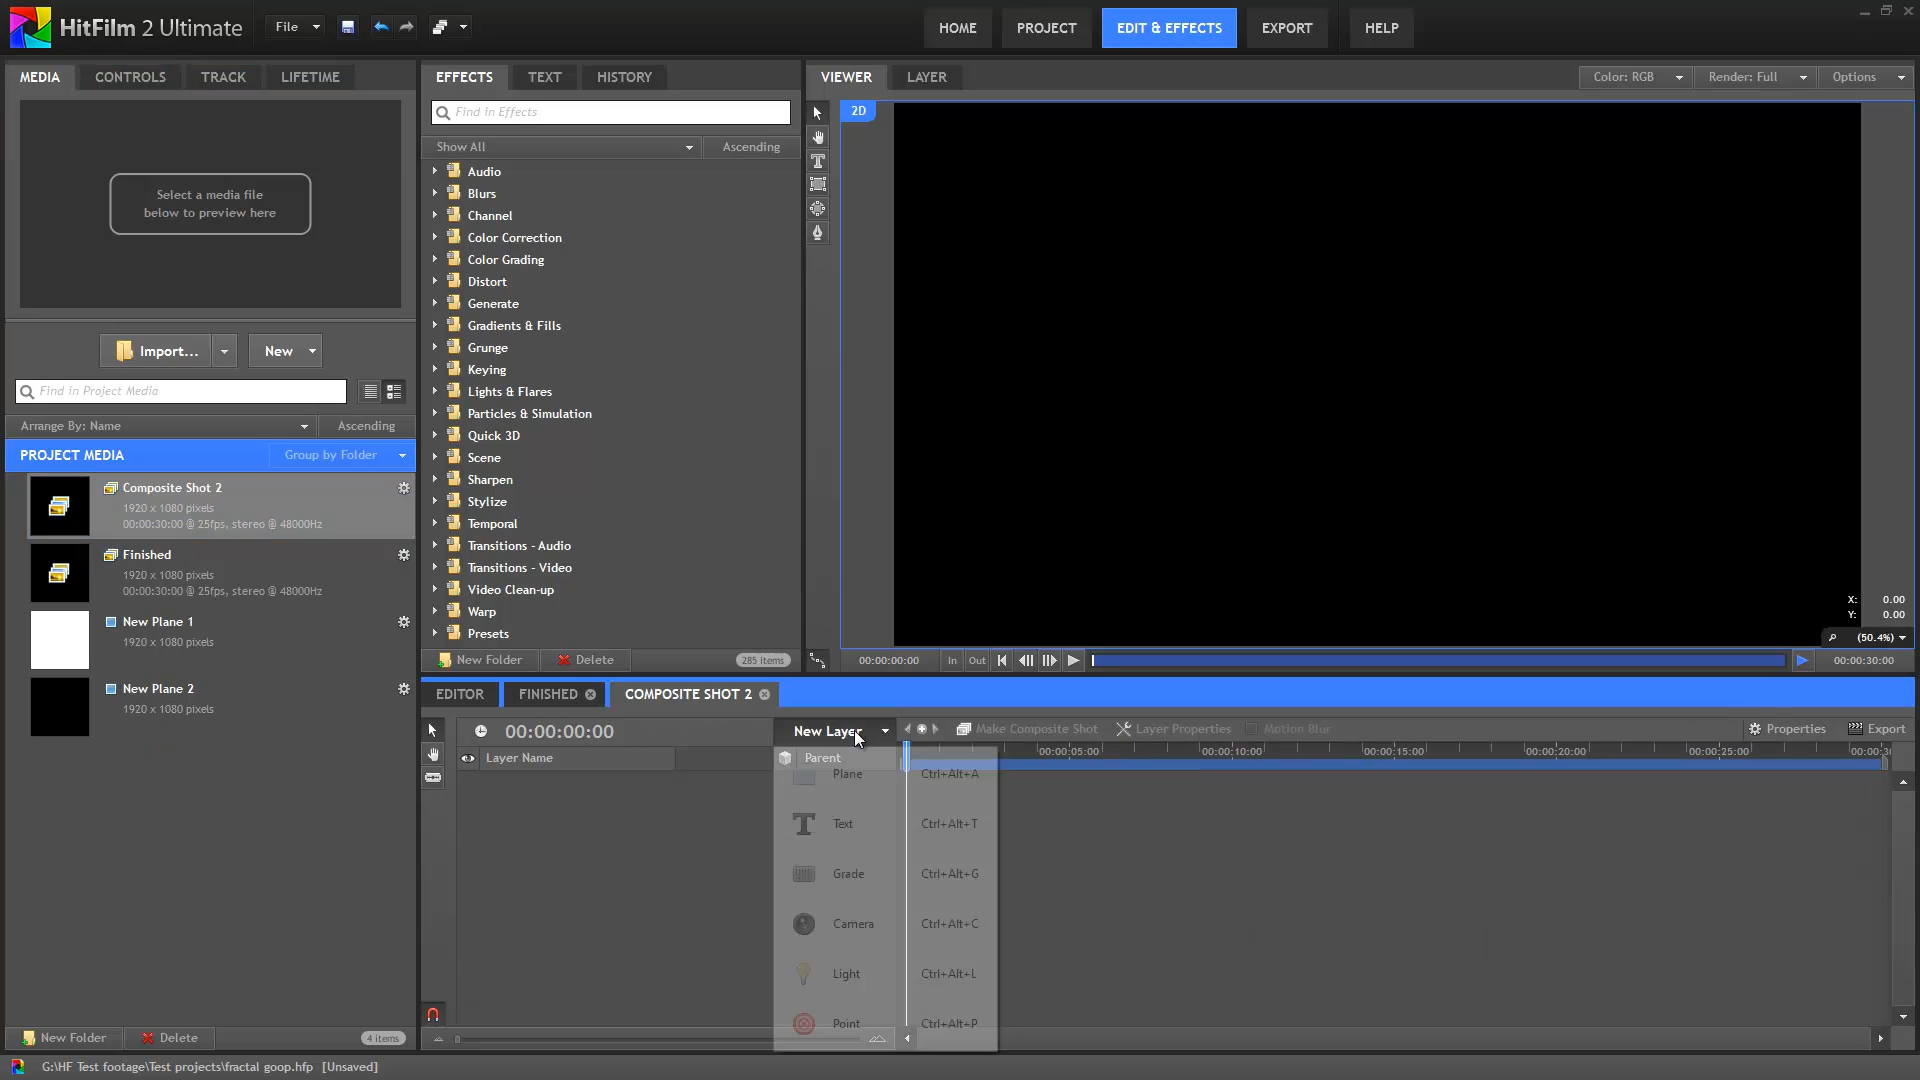 HitFilm 2 Ultimate
File
HOME
PROJECT
EDIT & EFFECTS
EXPORT
HELP
MEDIA
CONTROLS
TRACK
LIFETIME
EFFECTS
TEXT
HISTORY
VIEWER
LAYER
Color: RGB
Render: Full
Options
Select a media file
below to preview here
Import...
New
Find in Project Media
Arrange By: Name
Ascending
PROJECT MEDIA
Group by Folder
Composite Shot 2
1920 x 1080 pixels
00:00:30:00 @ 25fps, stereo @ 48000Hz
Finished
1920 x 1080 pixels
00:00:30:00 @ 25fps, stereo @ 48000Hz
New Plane 1
1920 x 1080 pixels
New Plane 2
1920 x 1080 pixels
New Folder
Delete
4 items
Find in Effects
Show All
Ascending
Audio
Blurs
Channel
Color Correction
Color Grading
Distort
Generate
Gradients & Fills
Grunge
Keying
Lights & Flares
Particles & Simulation
Quick 3D
Scene
Sharpen
Stylize
Temporal
Transitions - Audio
Transitions - Video
Video Clean-up
Warp
Presets
New Folder
Delete
285 items
2D
X: 0.00
Y: 0.00
(50.4%)
00:00:00:00
In
Out
00:00:30:00
EDITOR
FINISHED
COMPOSITE SHOT 2
00:00:00:00
New Layer
Make Composite Shot
Layer Properties
Motion Blur
Properties
Export
Layer Name
Parent
00:00:05:00
00:00:10:00
00:00:15:00
00:00:20:00
00:00:25:00
Plane Ctrl+Alt+A
Text Ctrl+Alt+T
Grade Ctrl+Alt+G
Camera Ctrl+Alt+C
Light Ctrl+Alt+L
Point Ctrl+Alt+P
G:\HF Test footage\Test projects\fractal goop.hfp [Unsaved]